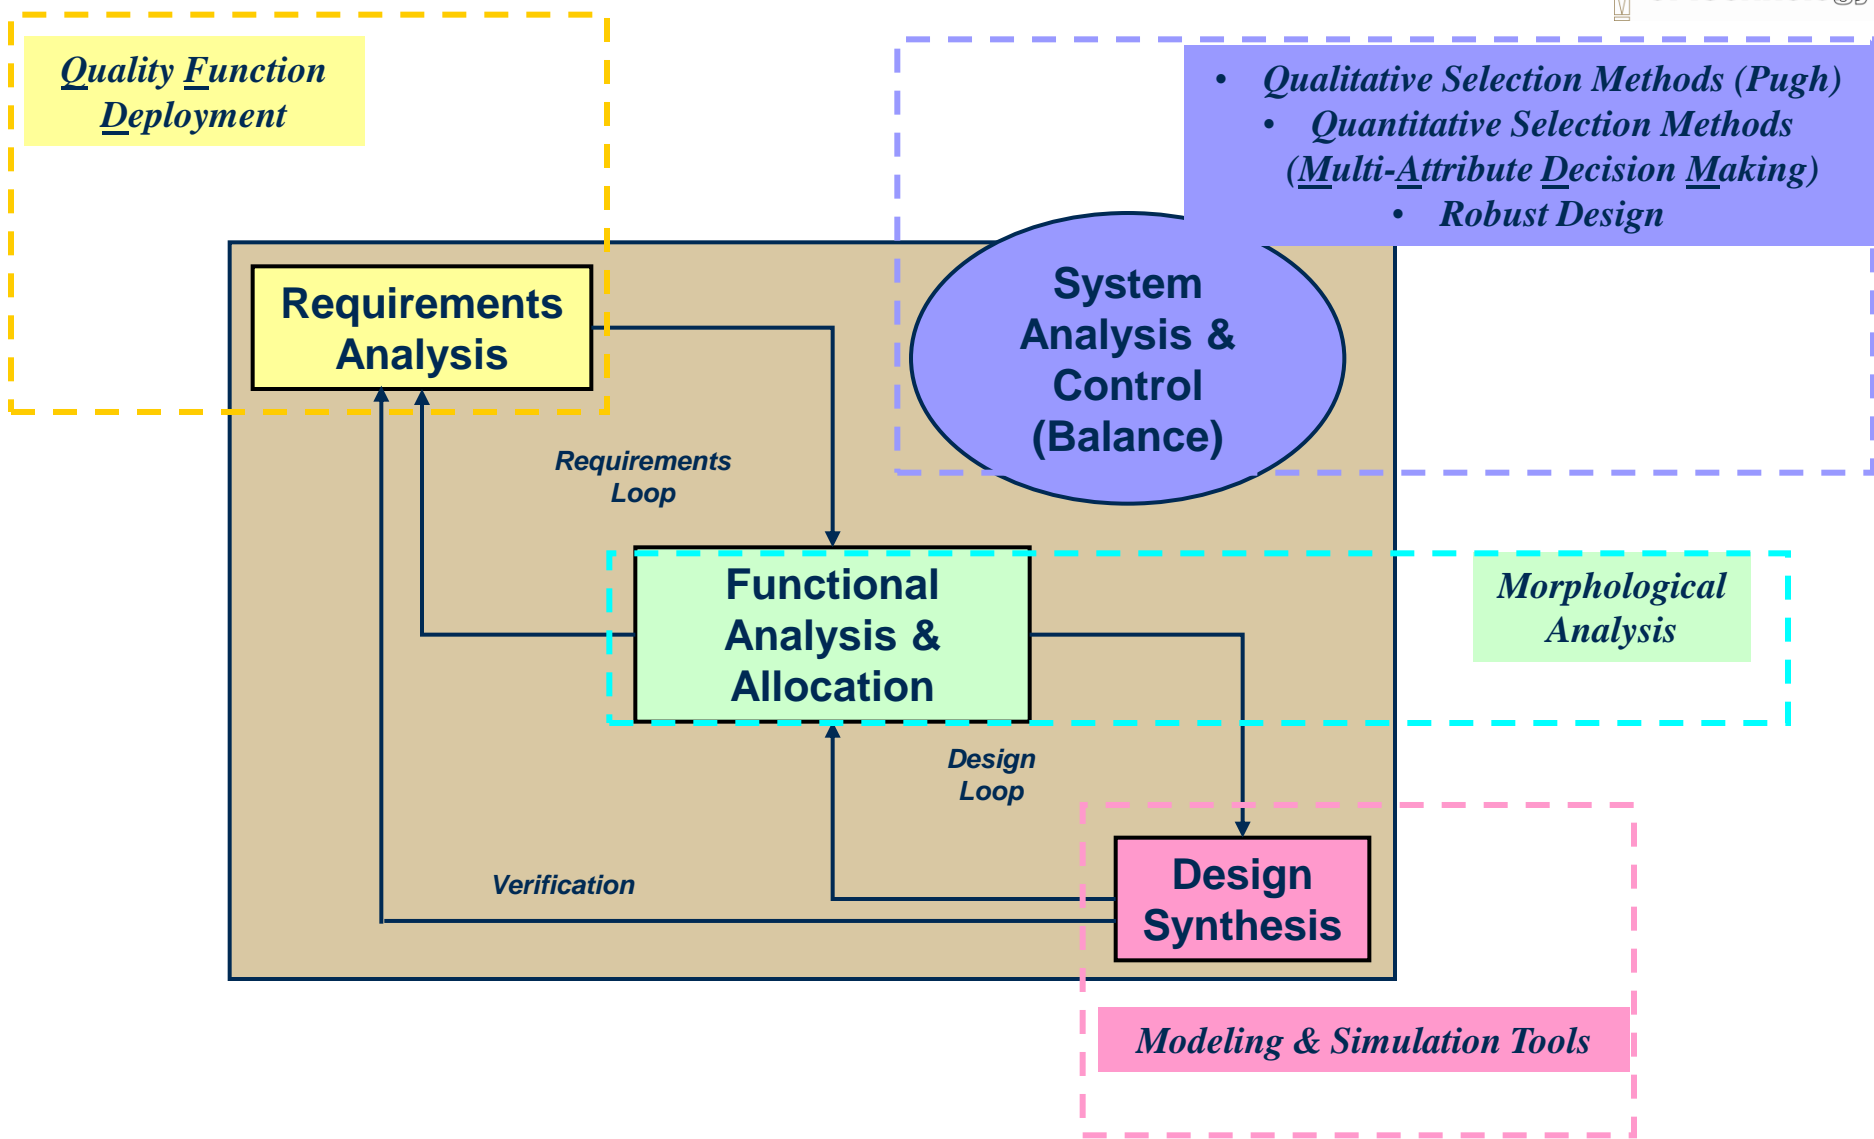 Quality Function
Deployment
• Qualitative Selection Methods (Pugh)
• Quantitative Selection Methods
(Multi-Attribute Decision Making)
• Robust Design
Requirements
Analysis
System
Analysis &
Control
(Balance)
Requirements
Loop
Functional
Analysis &
Allocation
Morphological
Analysis
Design
Loop
Verification
Design
Synthesis
Modeling & Simulation Tools